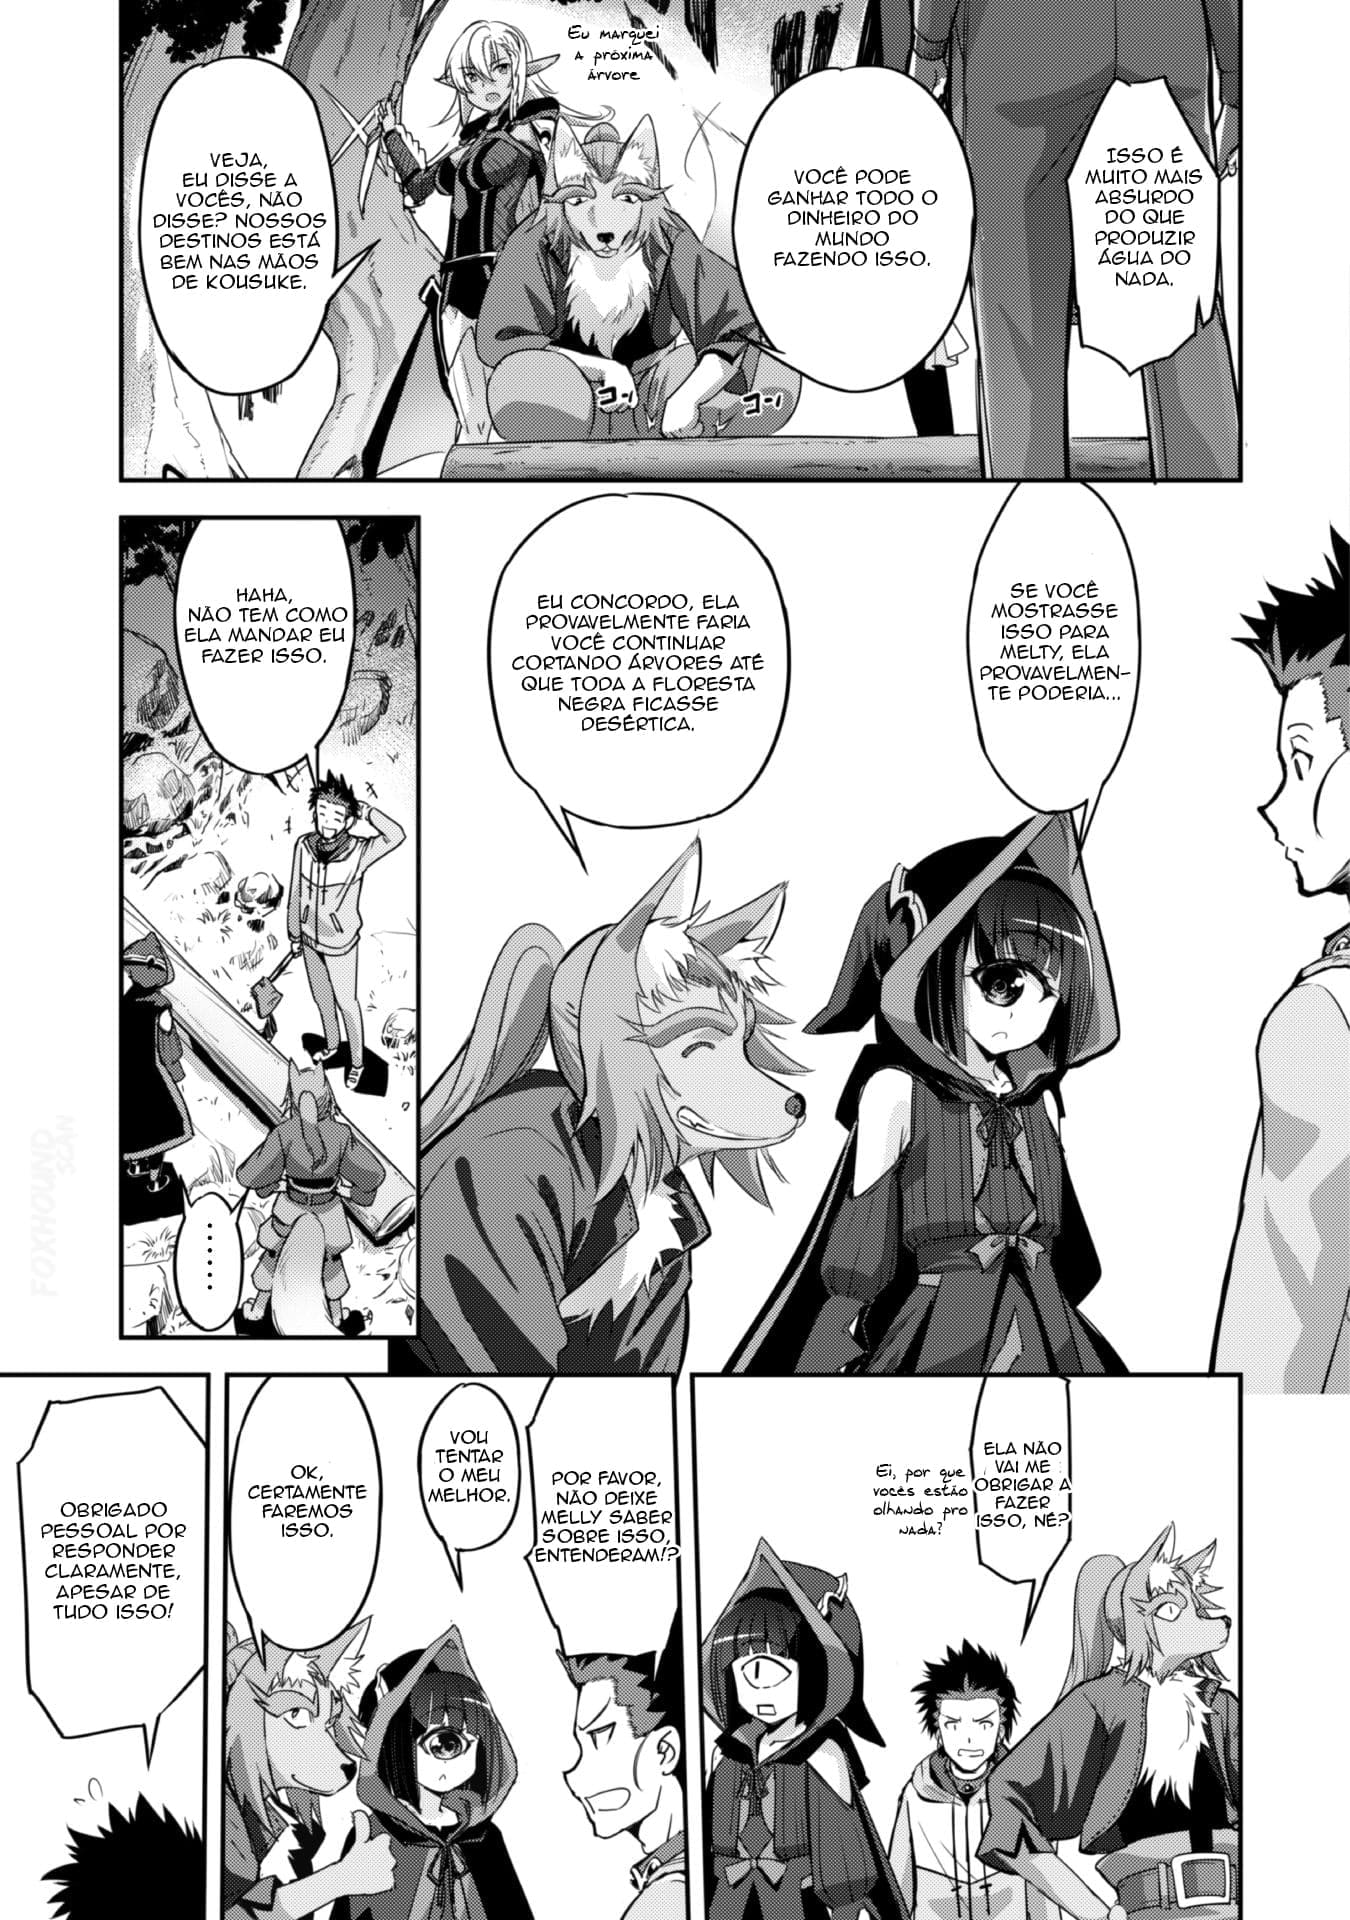 ISSO É
MUITO MAIS
ABSURDO
DO QUE
PRODUZIR
ÁGUA DO
NADA.
VOCÊ PODE
GANHAR TODO O
DINHEIRO DO
MUNDO
FAZENDO ISSO.
Eu marquei
a próxima
árvore
VEJA,
EU DISSE A
VOCÊS, NÃO
DISSE? NOSSOS
DESTINOS ESTÁ
BEM NAS MÃOS
DE KOUSUKE.
コン
コン
SE VOCÊ
MOSTRASSE
ISSO PARA
MELTY, ELA
PROVAVELMEN-
TE PODERIA...
EU CONCORDO, ELA
PROVAVELMENTE FARIA
VOCÊ CONTINUAR
CORTANDO ÁRVORES ATÉ
QUE TODA A FLORESTA
NEGRA FICASSE
DESÉRTICA.
HAHA,
NÃO TEM COMO
ELA MANDAR EU
FAZER ISSO.
......
FOXHOUND
SCAN
ELA NÃO
VAI ME
OBRIGAR A
FAZER
ISSO, NÉ?
Ei, por que
vocês estão
olhando pro
nada?
POR FAVOR,
NÃO DEIXE
MELLY SABER
SOBRE ISSO,
ENTENDERAM!?
VOU
TENTAR
O MEU
MELHOR.
OK,
CERTAMENTE
FAREMOS
ISSO.
OBRIGADO
PESSOAL POR
RESPONDER
CLARAMENTE,
APESAR DE
TUDO ISSO!